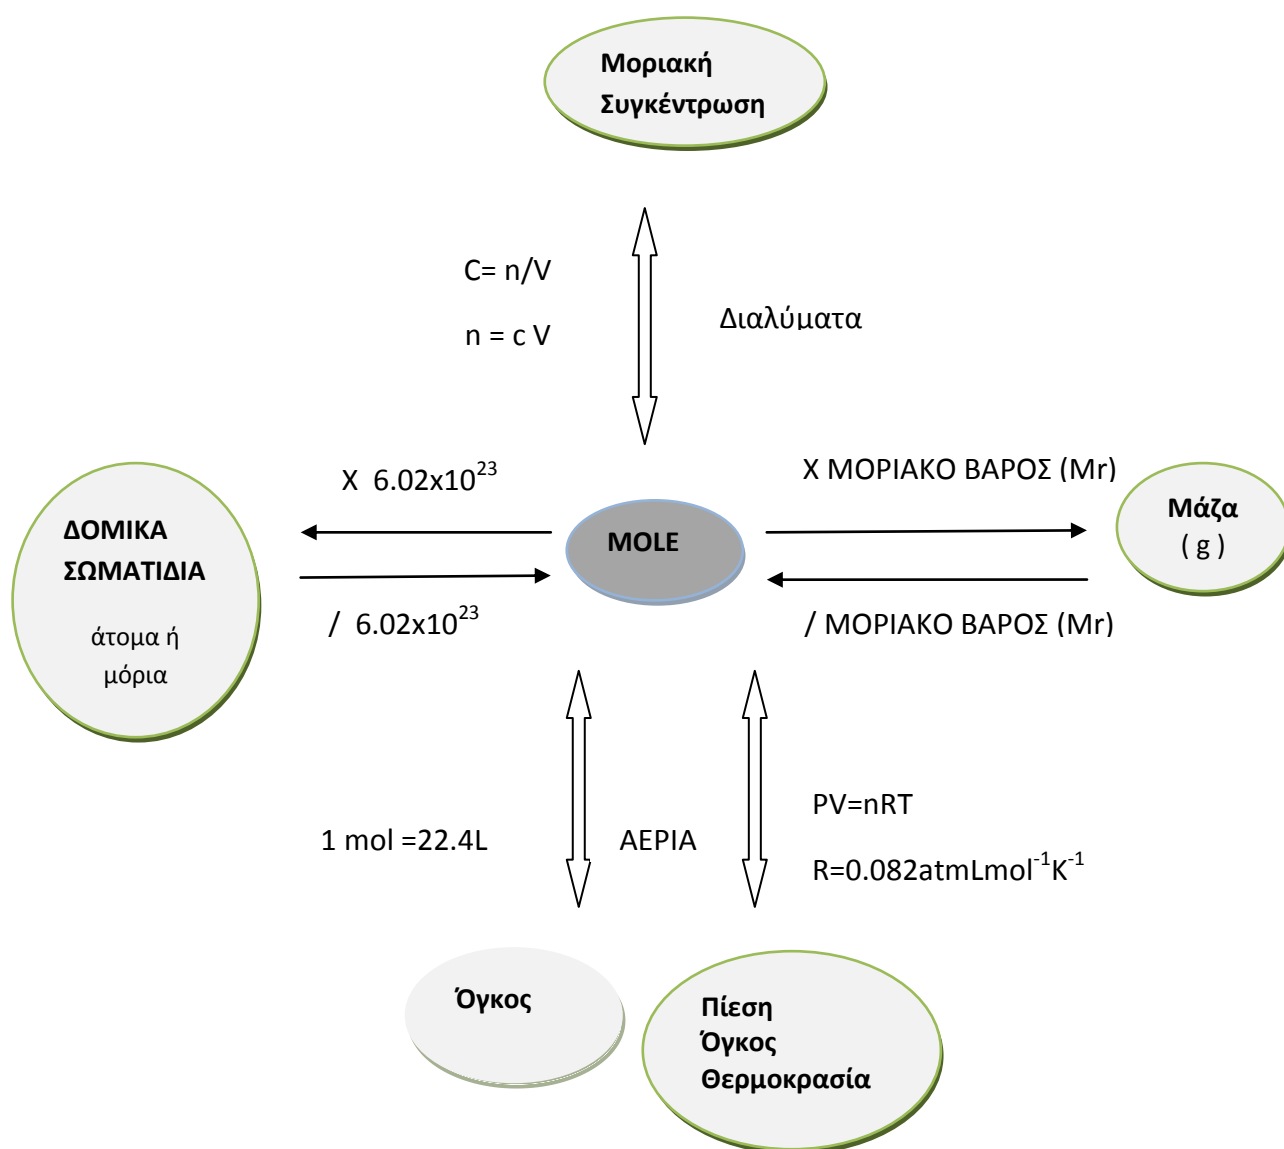 Μοριακή
Συγκέντρωση
C= n/V
n = c V
Διαλύματα
X 6.02x10²³
X ΜΟΡΙΑΚΟ ΒΑΡΟΣ (Mr)
ΔΟΜΙΚΑ
ΣΩΜΑΤΙΔΙΑ
άτομα ή
μόρια
MOLE
Μάζα
( g )
/ 6.02x10²³
/ ΜΟΡΙΑΚΟ ΒΑΡΟΣ (Mr)
1 mol =22.4L
ΑΕΡΙΑ
PV=nRT
R=0.082atmLmol⁻¹K⁻¹
Όγκος
Πίεση
Όγκος
Θερμοκρασία